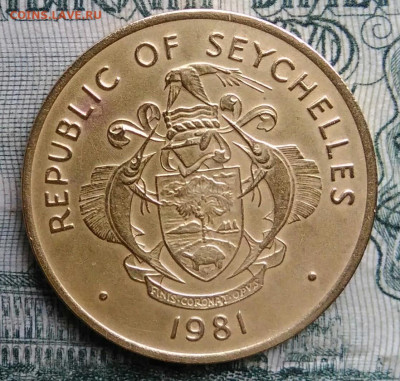 COINS.LAVE.RU
REPUBLIC OF SEYCHELLES
FINIS·CORONAT·OPUS
· 1981 ·